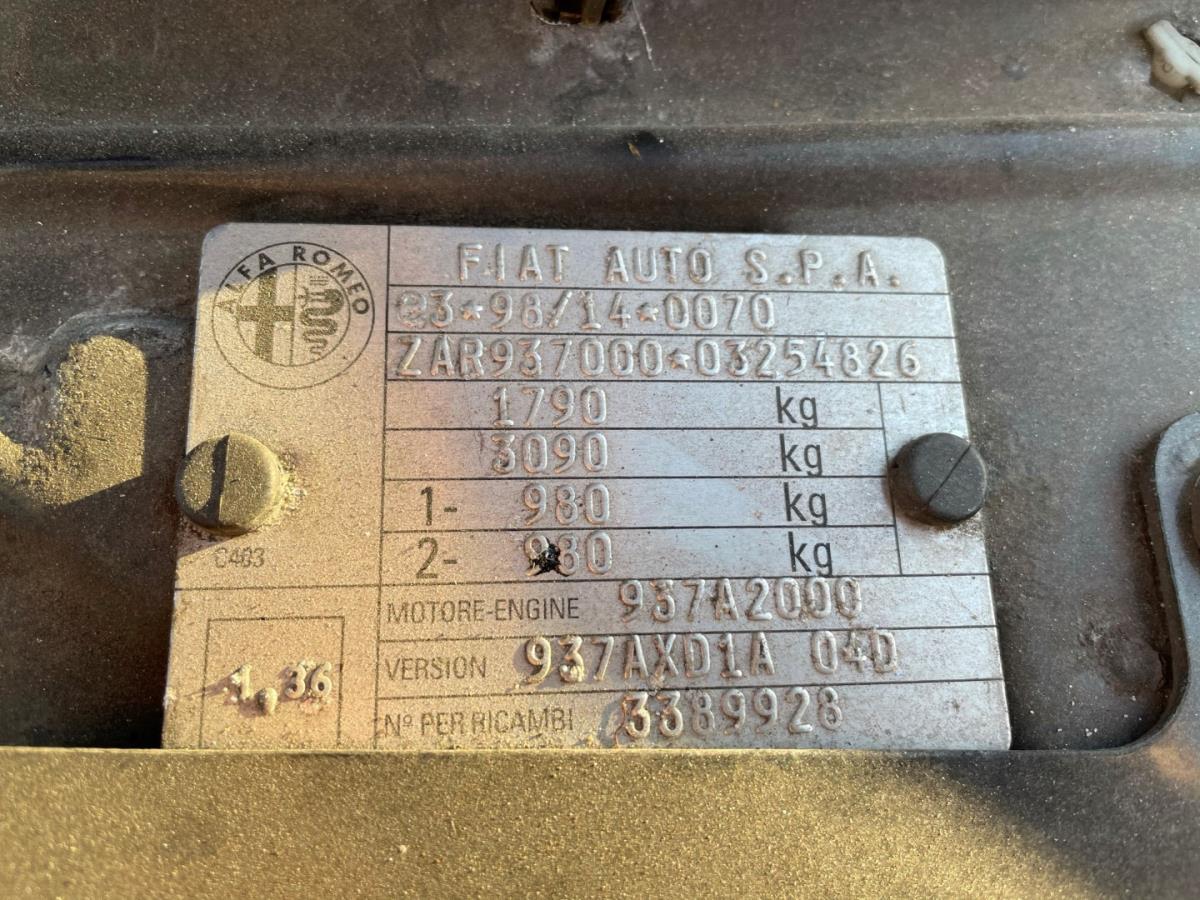 ALFA ROMEO
FIAT AUTO S.P.A.
e3*98/14*0070
ZAR937000*03254826
1790 kg
3090 kg
1- 980 kg
2- 980 kg
C403
MOTORE-ENGINE 937A2000
VERSION 937AXD1A 04D
1,36
Nº PER RICAMBI 3389928